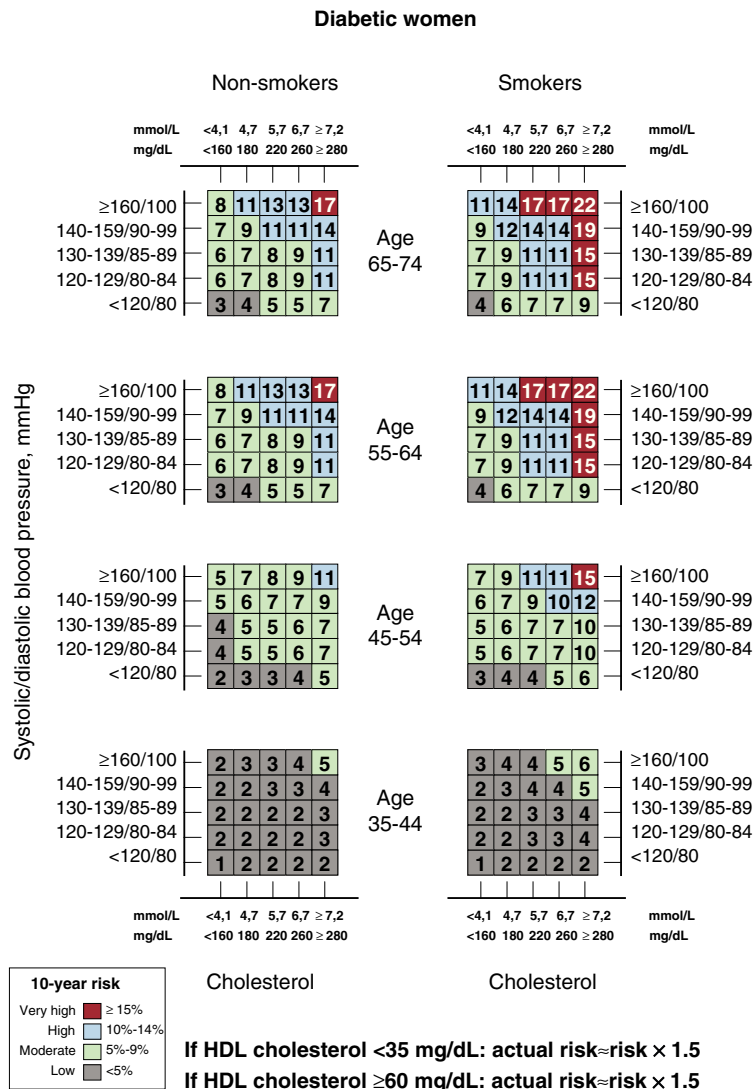 Diabetic women
Non-smokers Smokers
mmol/L <4,1 4,7 5,7 6,7 ≥7,2 <4,1 4,7 5,7 6,7 ≥7,2 mmol/L
mg/dL <160 180 220 260 ≥280 <160 180 220 260 ≥280 mg/dL
Systolic/diastolic blood pressure, mmHg
≥160/100 8 11 13 13 17 11 14 17 17 22 ≥160/100
140-159/90-99 7 9 11 11 14 Age 9 12 14 14 19 140-159/90-99
130-139/85-89 6 7 8 9 11 65-74 7 9 11 11 15 130-139/85-89
120-129/80-84 6 7 8 9 11 7 9 11 11 15 120-129/80-84
<120/80 3 4 5 5 7 4 6 7 7 9 <120/80
≥160/100 8 11 13 13 17 11 14 17 17 22 ≥160/100
140-159/90-99 7 9 11 11 14 Age 9 12 14 14 19 140-159/90-99
130-139/85-89 6 7 8 9 11 55-64 7 9 11 11 15 130-139/85-89
120-129/80-84 6 7 8 9 11 7 9 11 11 15 120-129/80-84
<120/80 3 4 5 5 7 4 6 7 7 9 <120/80
≥160/100 5 7 8 9 11 7 9 11 11 15 ≥160/100
140-159/90-99 5 6 7 7 9 Age 6 7 9 10 12 140-159/90-99
130-139/85-89 4 5 5 6 7 45-54 5 6 7 7 10 130-139/85-89
120-129/80-84 4 5 5 6 7 5 6 7 7 10 120-129/80-84
<120/80 2 3 3 4 5 3 4 4 5 6 <120/80
≥160/100 2 3 3 4 5 3 4 4 5 6 ≥160/100
140-159/90-99 2 2 3 3 4 Age 2 3 4 4 5 140-159/90-99
130-139/85-89 2 2 2 2 3 35-44 2 2 3 3 4 130-139/85-89
120-129/80-84 2 2 2 2 3 2 2 3 3 4 120-129/80-84
<120/80 1 2 2 2 2 1 2 2 2 2 <120/80
mmol/L <4,1 4,7 5,7 6,7 ≥7,2 <4,1 4,7 5,7 6,7 ≥7,2 mmol/L
mg/dL <160 180 220 260 ≥280 <160 180 220 260 ≥280 mg/dL
Cholesterol Cholesterol
10-year risk
Very high ≥ 15%
High 10%-14%
Moderate 5%-9%
Low <5%
If HDL cholesterol <35 mg/dL: actual risk≈risk × 1.5
If HDL cholesterol ≥60 mg/dL: actual risk≈risk × 1.5